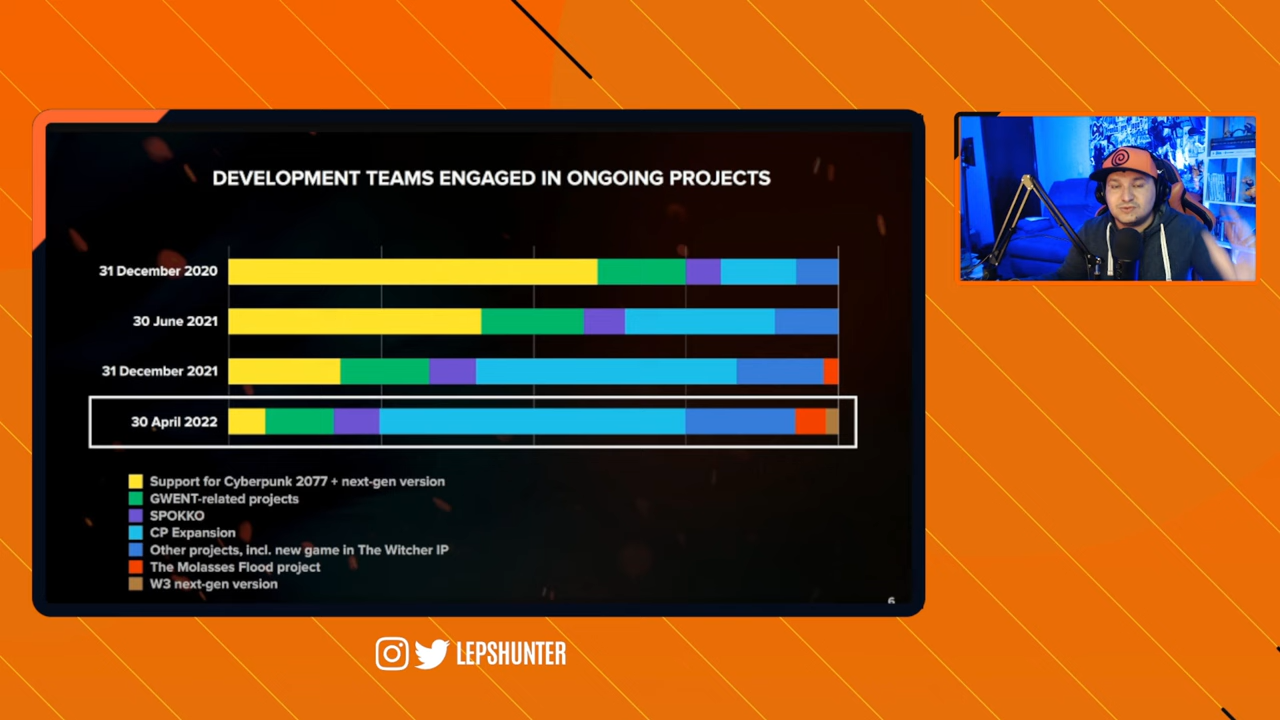 DEVELOPMENT TEAMS ENGAGED IN ONGOING PROJECTS
31 December 2020
30 June 2021
31 December 2021
30 April 2022
Support for Cyberpunk 2077 + next-gen version
GWENT-related projects
SPOKKO
CP Expansion
Other projects, incl. new game in The Witcher IP
The Molasses Flood project
W3 next-gen version
6
LEPSHUNTER